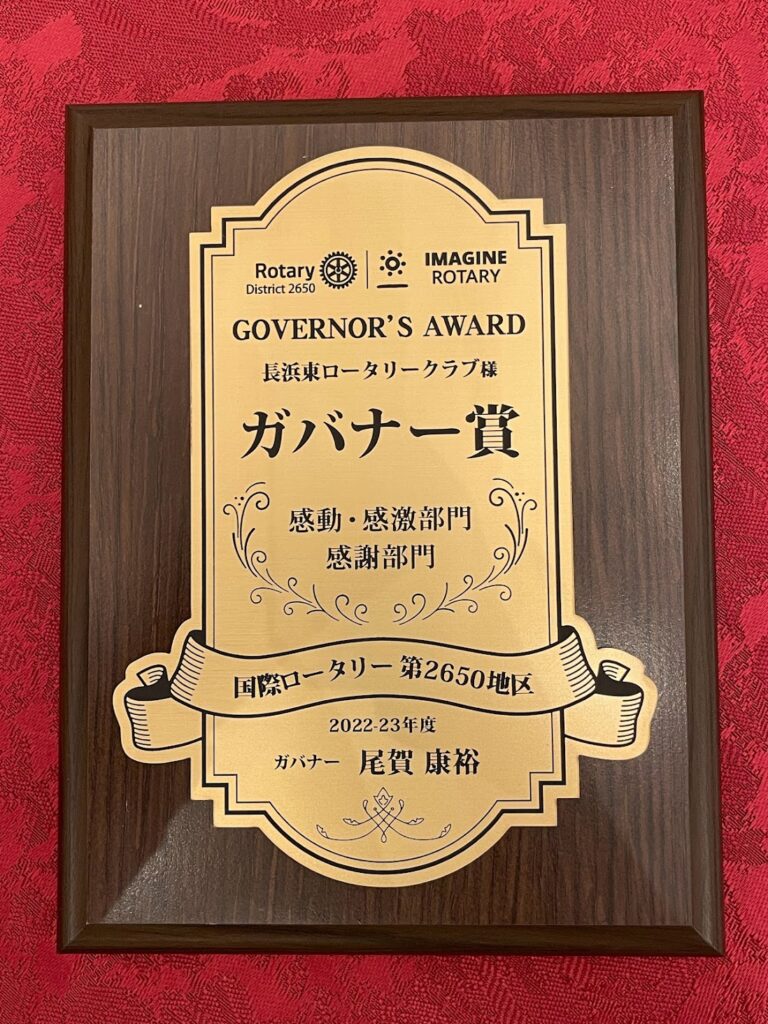 Rotary
District 2650
IMAGINE
ROTARY
GOVERNOR'S AWARD
長浜東ロータリークラブ様
ガバナー賞
感動・感激部門
感謝部門
国際ロータリー 第2650地区
2022-23年度
ガバナー 尾賀 康裕